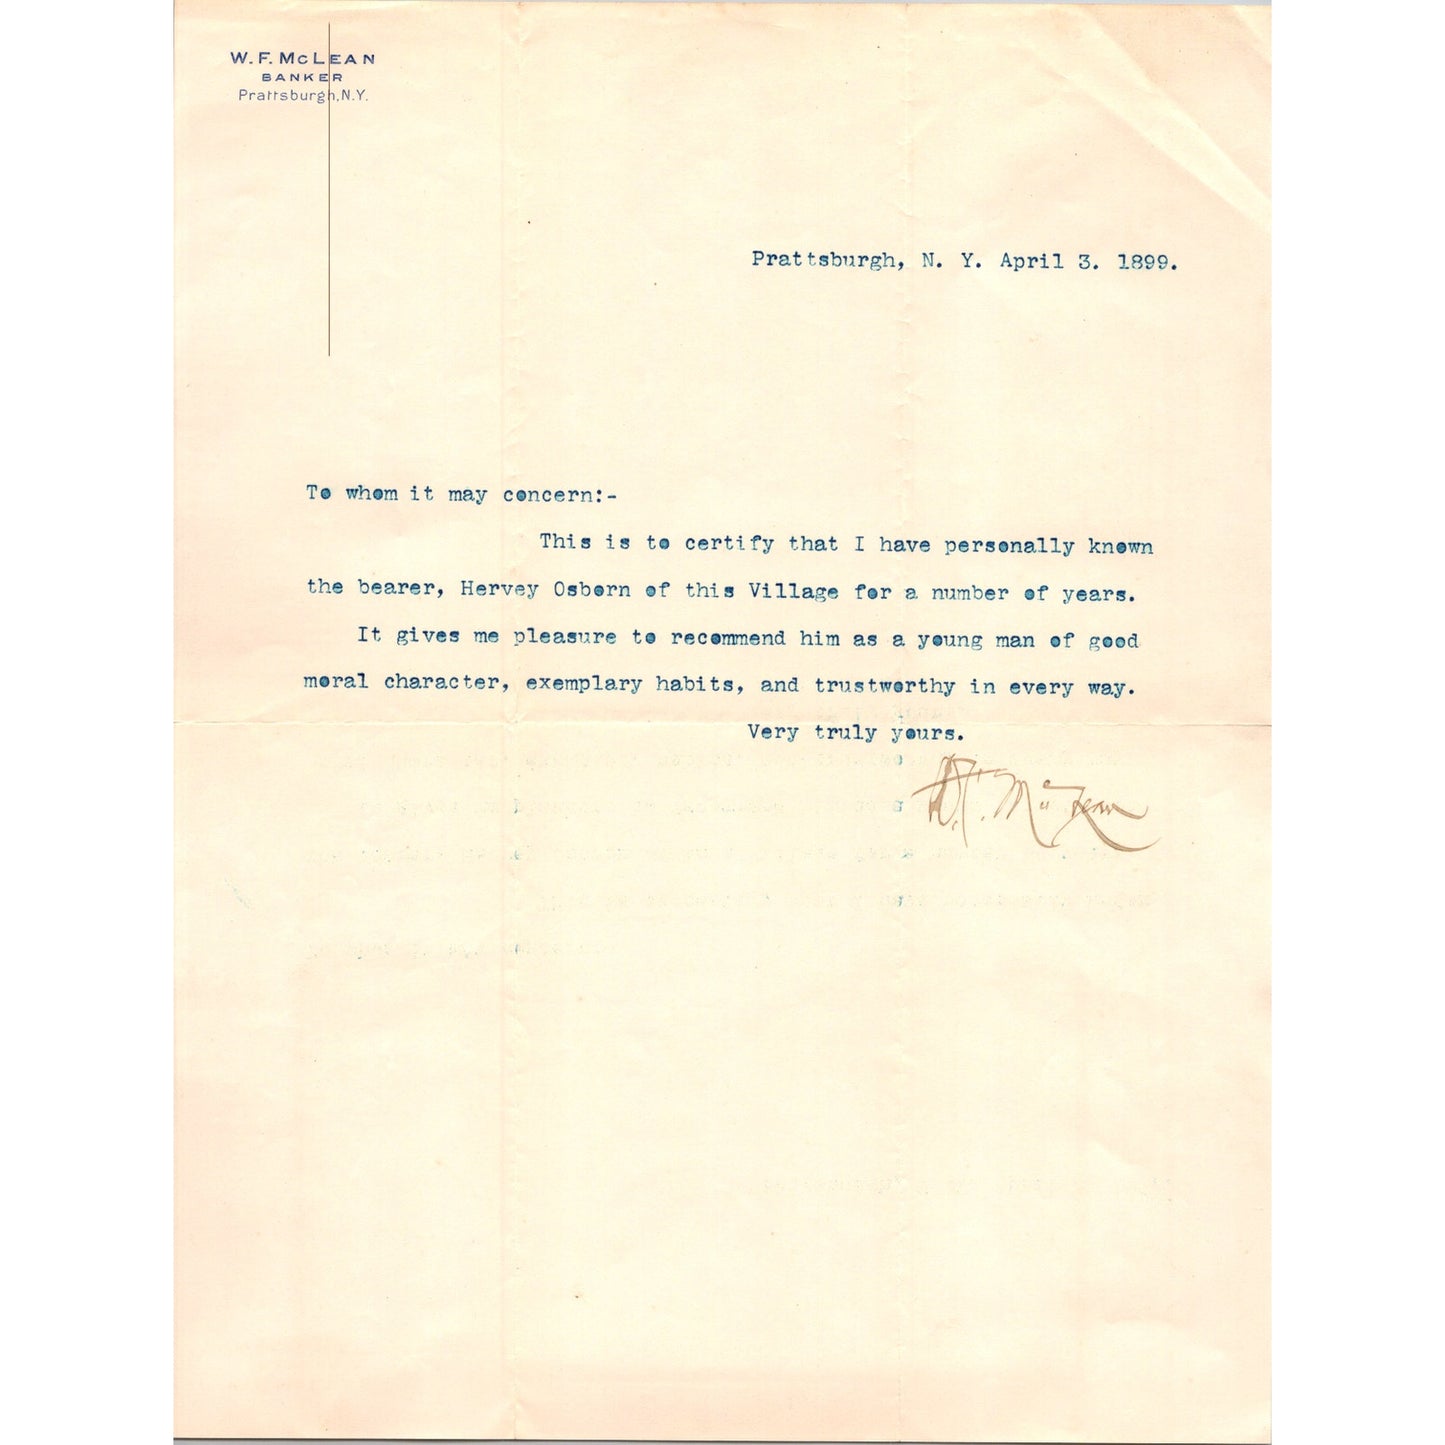 W. F. McLEAN
BANKER
Prattsburgh, N.Y.
Prattsburgh, N. Y. April 3. 1899.
To whom it may concern:-
This is to certify that I have personally known
the bearer, Hervey Osborn of this Village for a number of years.
It gives me pleasure to recommend him as a young man of good
moral character, exemplary habits, and trustworthy in every way.
Very truly yours.
W. F. McLean